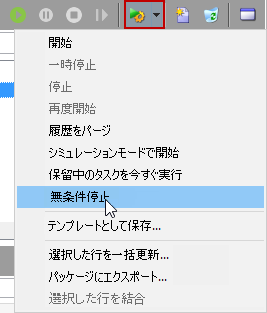 開始
一時停止
停止
再度開始
履歴をパージ
シミュレーションモードで開始
保留中のタスクを今すぐ実行
無条件停止
テンプレートとして保存...
選択した行を一括更新...
パッケージにエクスポート...
選択した行を結合